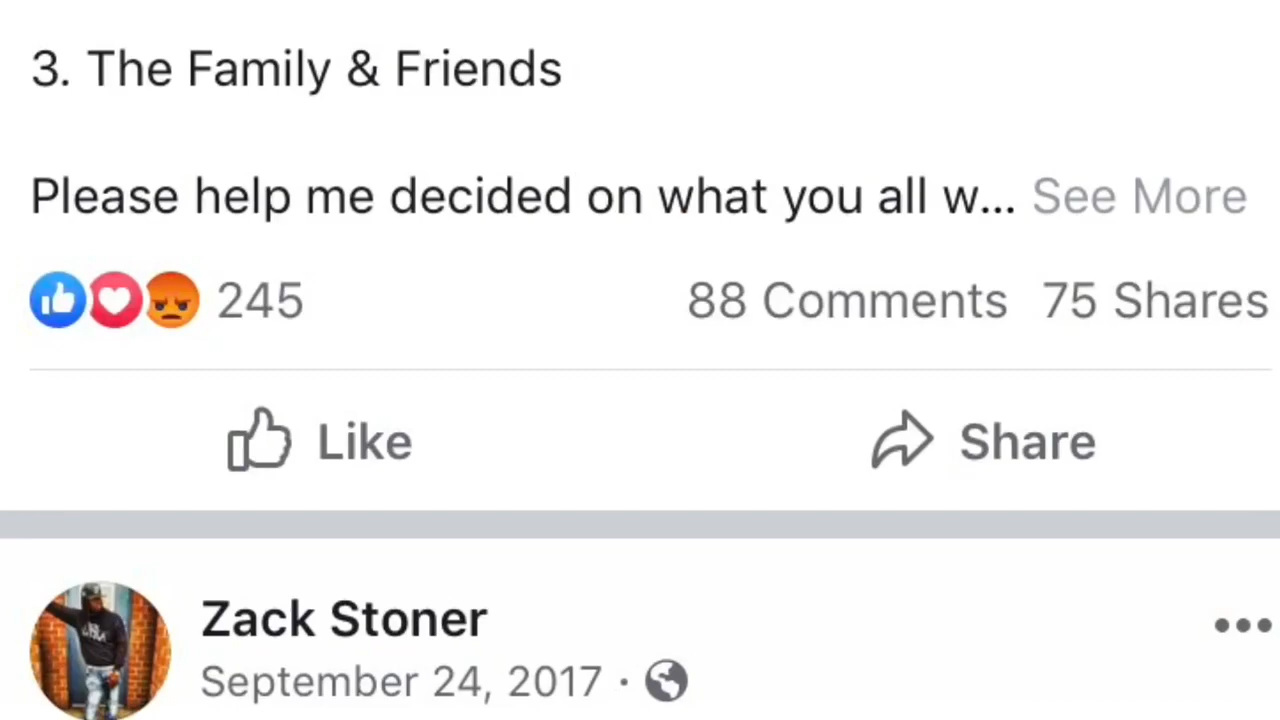 3. The Family & Friends
Please help me decided on what you all w... See More
245 88 Comments 75 Shares
Like Share
Zack Stoner
September 24, 2017 ·